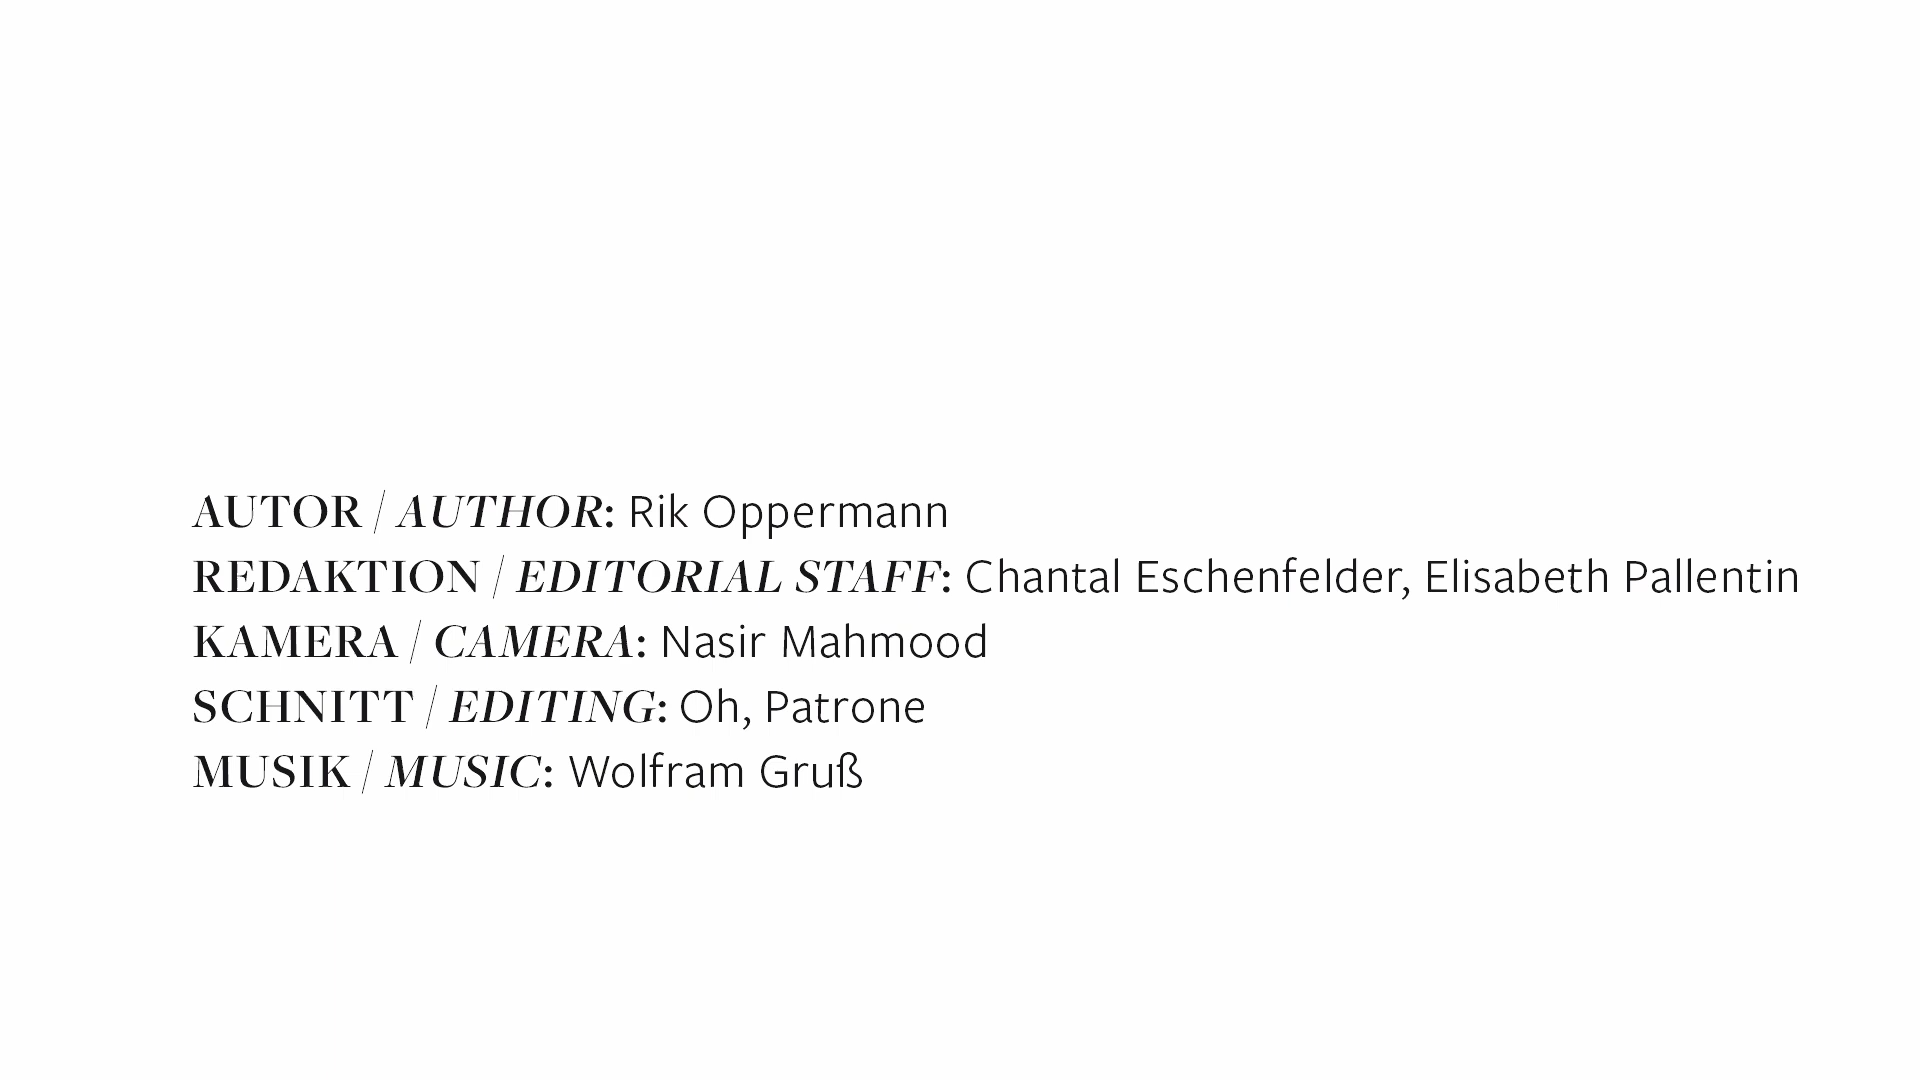 AUTOR / AUTHOR: Rik Oppermann
REDAKTION / EDITORIAL STAFF: Chantal Eschenfelder, Elisabeth Pallentin
KAMERA / CAMERA: Nasir Mahmood
SCHNITT / EDITING: Oh, Patrone
MUSIK / MUSIC: Wolfram Gruß